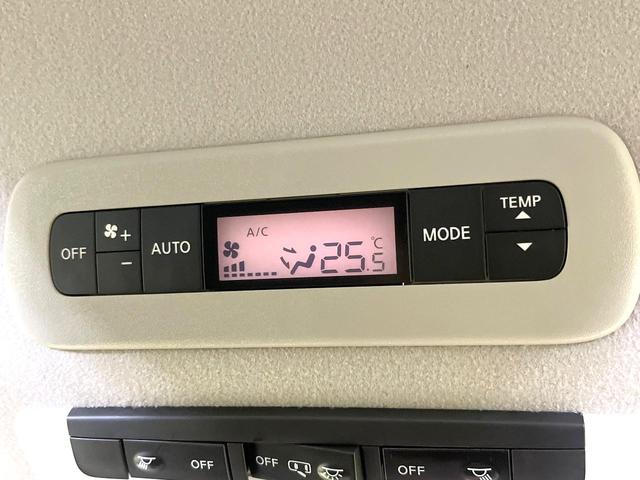 OFF + - AUTO A/C 25.5 °C MODE TEMP
OFF OFF OFF